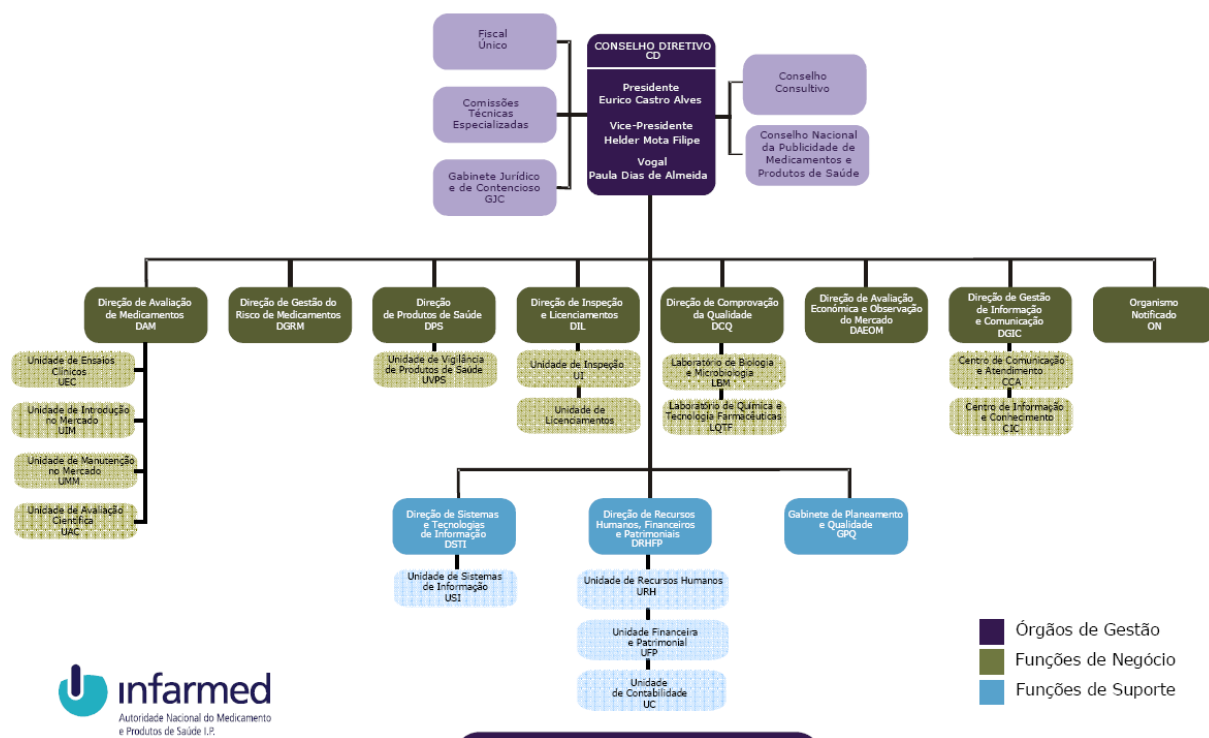 Fiscal
Único
Comissões
Técnicas
Especializadas
Gabinete Jurídico
e de Contencioso
GJC
CONSELHO DIRETIVO
CD
Presidente
Eurico Castro Alves
Vice-Presidente
Helder Mota Filipe
Vogal
Paula Dias de Almeida
Conselho
Consultivo
Conselho Nacional
da Publicidade de
Medicamentos e
Produtos de Saúde
Direção de Avaliação
de Medicamentos
DAM
Direção de Gestão do
Risco de Medicamentos
DGRM
Direção
de Produtos de Saúde
DPS
Direção de Inspeção
e Licenciamentos
DIL
Direção de Comprovação
da Qualidade
DCQ
Direção de Avaliação
Económica e Observação
do Mercado
DAEOM
Direção de Gestão
de Informação
e Comunicação
DGIC
Organismo
Notificado
ON
Unidade de Ensaios
Clínicos
UEC
Unidade de Introdução
no Mercado
UIM
Unidade de Manutenção
no Mercado
UMM
Unidade de Avaliação
Científica
UAC
Unidade de Vigilância
de Produtos de Saúde
UVPS
Unidade de Inspeção
UI
Unidade de
Licenciamentos
Laboratório de Biologia
e Microbiologia
LBM
Laboratório de Química e
Tecnologia Farmacêuticas
LQTF
Centro de Comunicação
e Atendimento
CCA
Centro de Informação
e Conhecimento
CIC
Direção de Sistemas
e Tecnologias
de Informação
DSTI
Direção de Recursos
Humanos, Financeiros
e Patrimoniais
DRHFP
Gabinete de Planeamento
e Qualidade
GPQ
Unidade de Sistemas
de Informação
USI
Unidade de Recursos Humanos
URH
Unidade Financeira
e Patrimonial
UFP
Unidade
de Contabilidade
UC
Órgãos de Gestão
Funções de Negócio
Funções de Suporte
infarmed
Autoridade Nacional do Medicamento
e Produtos de Saúde I.P.